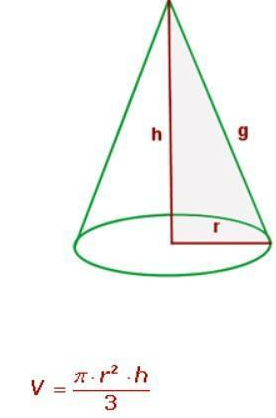 h g
r
V = π · r² · h / 3